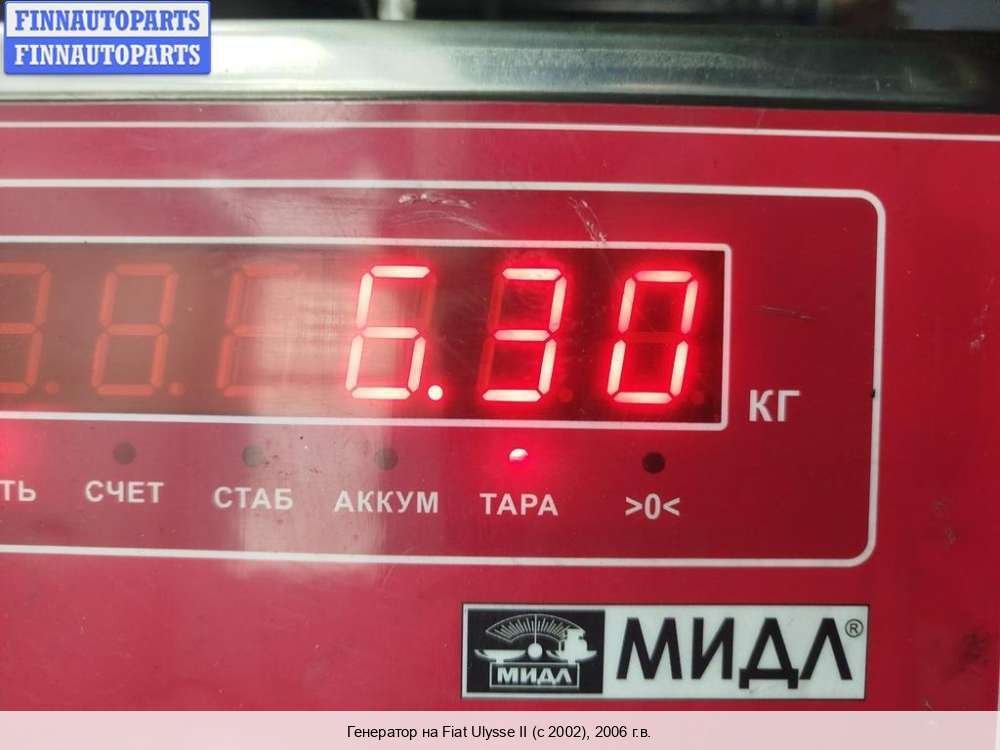 FINNAUTOPARTS
FINNAUTOPARTS
6.30
КГ
ТЬ СЧЕТ СТАБ АККУМ ТАРА >0<
МИДЛ МИДЛ®
Генератор на Fiat Ulysse II (с 2002), 2006 г.в.